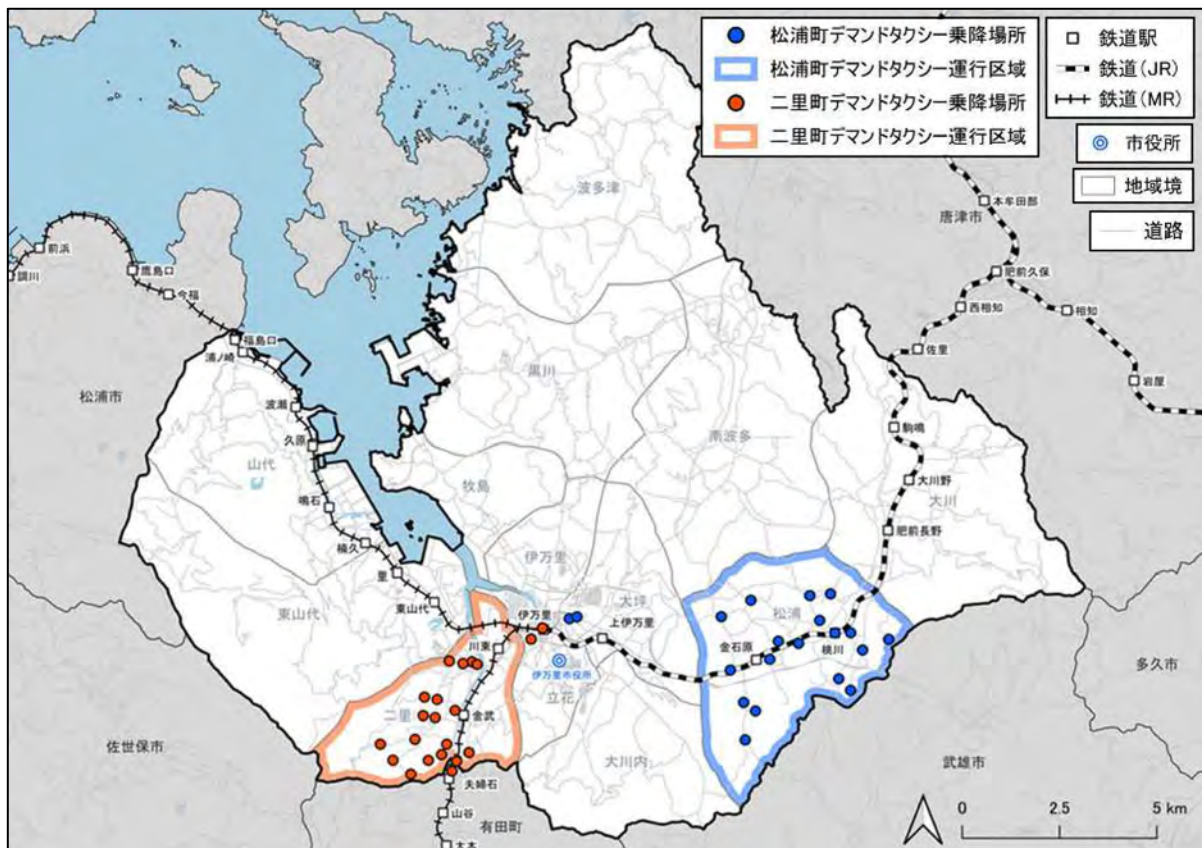 松浦町デマンドタクシー乗降場所
松浦町デマンドタクシー運行区域
二里町デマンドタクシー乗降場所
二里町デマンドタクシー運行区域
鉄道駅
鉄道(JR)
鉄道(MR)
市役所
地域境
道路
波多津
唐津市
本牟田部
前浜
調川
鷹島口
今福
肥前久保
西相知
相知
福島口
浦ノ崎
佐里
岩屋
松浦市
黒川
波瀬
久原
駒鳴
南波多
山代
牧島
大川野
大川
鳴石
肥前長野
楠久
里
伊万里
東山代
東山代
大坪
松浦
伊万里
上伊万里
川東
金石原
桃川
伊万里市役所
多久市
立花
二里
金武
佐世保市
大川内
武雄市
夫婦石
山谷
有田町
大木
0
2.5
5 km